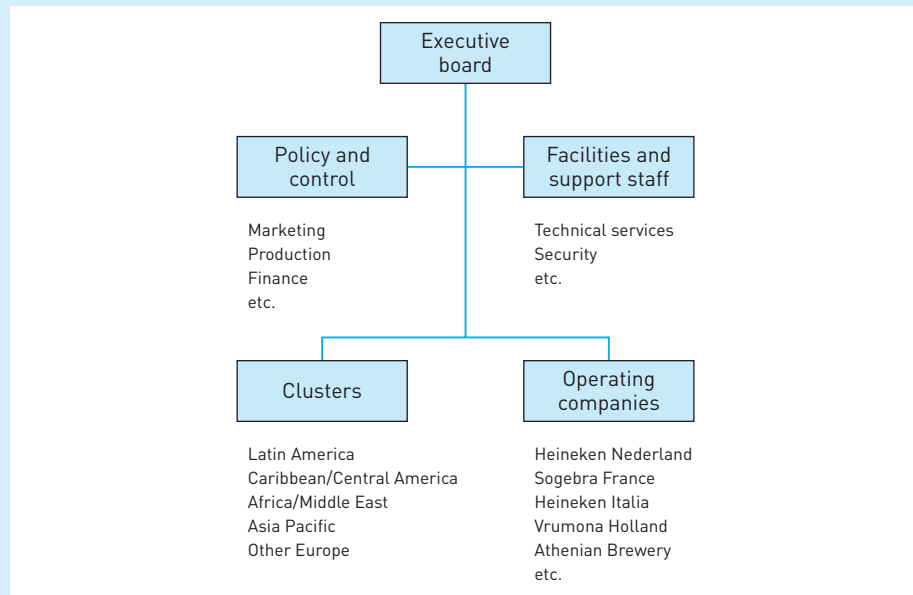 Executive
board
Policy and
control
Facilities and
support staff
Marketing
Production
Finance
etc.
Technical services
Security
etc.
Clusters
Operating
companies
Latin America
Caribbean/Central America
Africa/Middle East
Asia Pacific
Other Europe
Heineken Nederland
Sogebra France
Heineken Italia
Vrumona Holland
Athenian Brewery
etc.